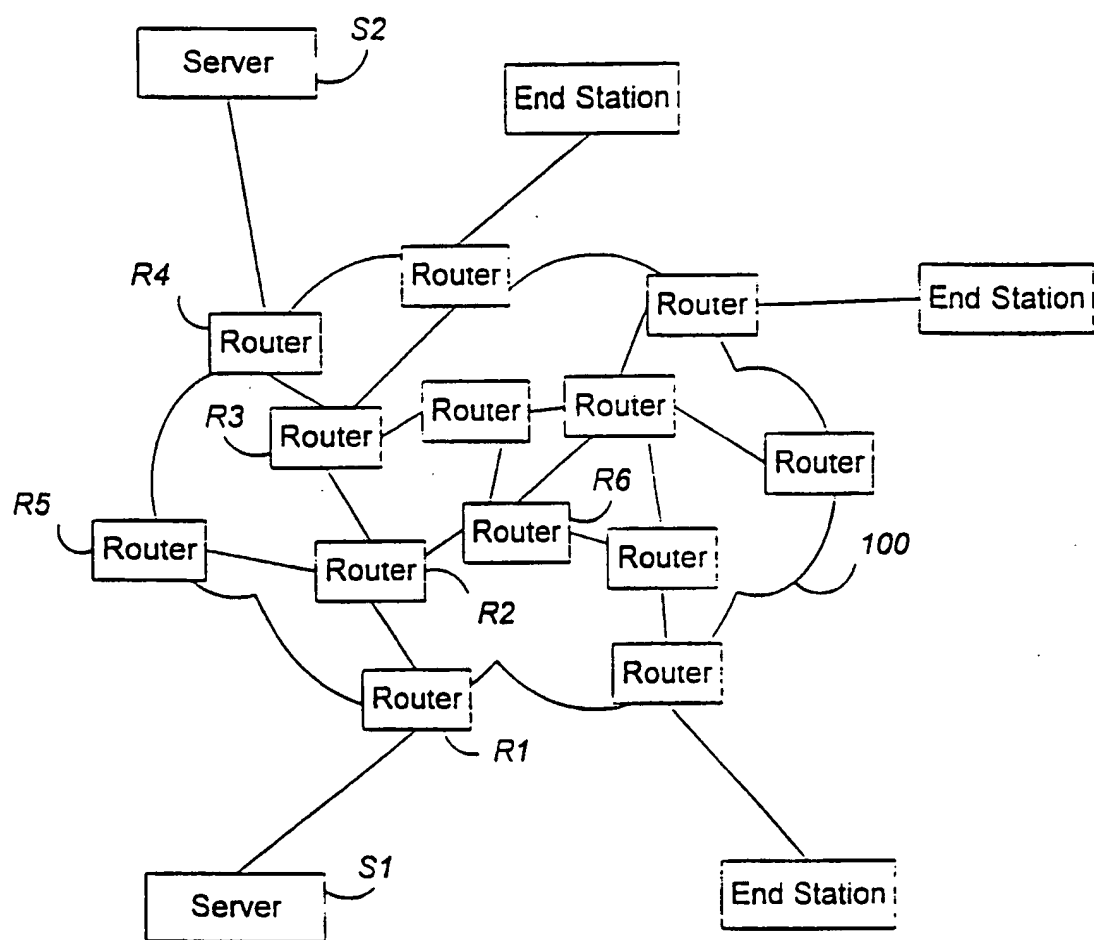 S2
Server
End Station
Router
R4
Router
End Station
Router
Router
Router
R3
Router
Router
R6
R5
Router
Router
100
Router
Router
R2
Router
Router
R1
S1
Server
End Station